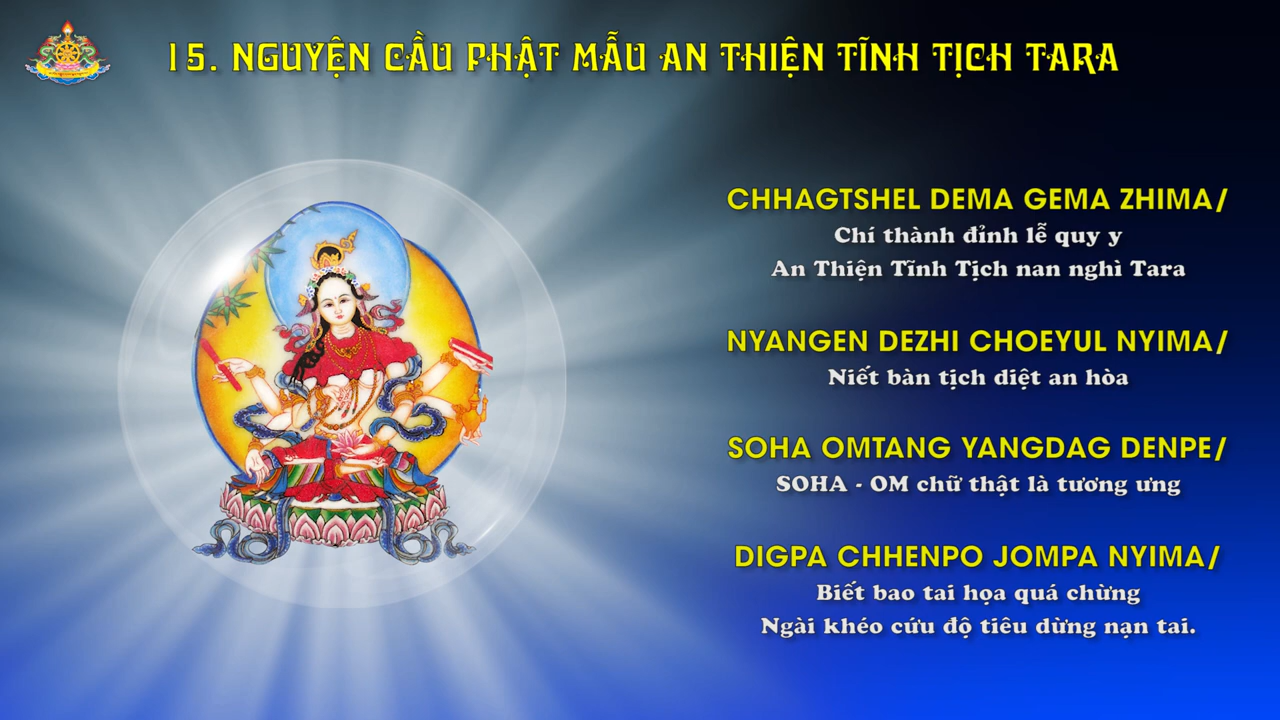 15. NGUYỆN CẦU PHẬT MẪU AN THIỆN TĨNH TỊCH TARA
CHHAGTSHEL DEMA GEMA ZHIMA/
Chí thành đỉnh lễ quy y
An Thiện Tĩnh Tịch nan nghì Tara
NYANGEN DEZHI CHOEYUL NYIMA/
Niết bàn tịch diệt an hòa
SOHA OMTANG YANGDAG DENPE/
SOHA - OM chữ thật là tương ưng
DIGPA CHHENPO JOMPA NYIMA/
Biết bao tai họa quá chừng
Ngài khéo cứu độ tiêu dừng nạn tai.